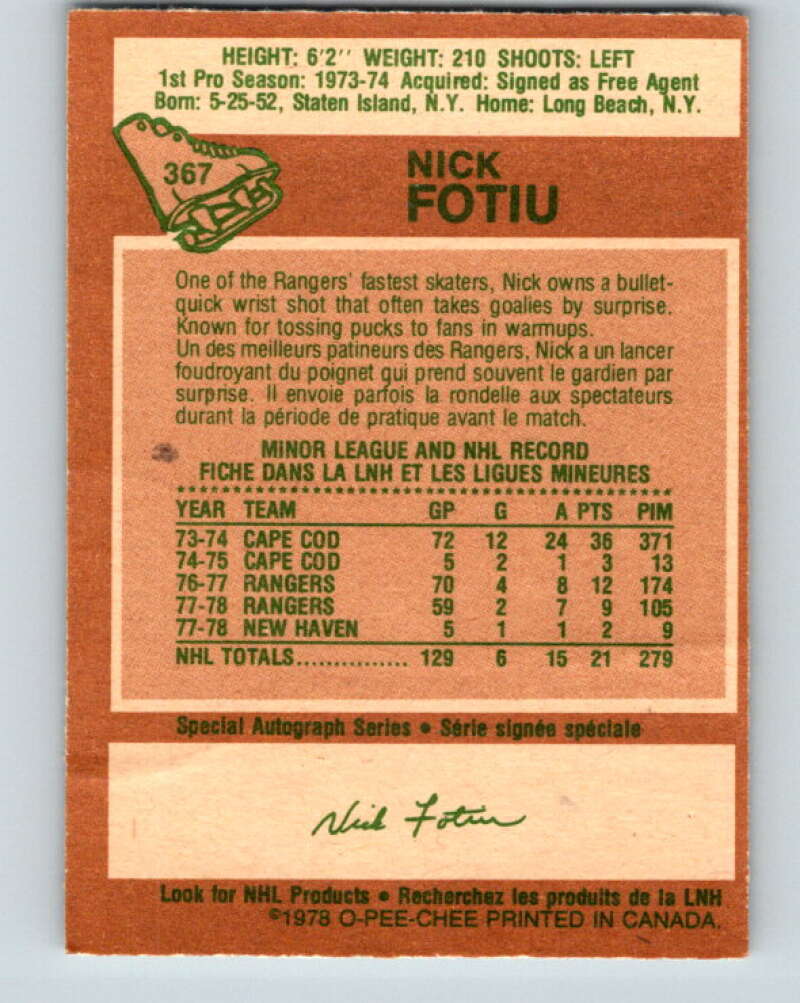 HEIGHT: 6'2'' WEIGHT: 210 SHOOTS: LEFT
1st Pro Season: 1973-74 Acquired: Signed as Free Agent
Born: 5-25-52, Staten Island, N.Y. Home: Long Beach, N.Y.
367
NICK
FOTIU
One of the Rangers' fastest skaters, Nick owns a bullet-
quick wrist shot that often takes goalies by surprise.
Known for tossing pucks to fans in warmups.
Un des meilleurs patineurs des Rangers, Nick a un lancer
foudroyant du poignet qui prend souvent le gardien par
surprise. Il envoie parfois la rondelle aux spectateurs
durant la période de pratique avant le match.
MINOR LEAGUE AND NHL RECORD
FICHE DANS LA LNH ET LES LIGUES MINEURES
YEAR TEAM GP G A PTS PIM
73-74 CAPE COD 72 12 24 36 371
74-75 CAPE COD 5 2 1 3 13
76-77 RANGERS 70 4 8 12 174
77-78 RANGERS 59 2 7 9 105
77-78 NEW HAVEN 5 1 1 2 9
NHL TOTALS............... 129 6 15 21 279
Special Autograph Series • Série signée spéciale
Nick Fotiu
Look for NHL Products • Recherchez les produits de la LNH
©1978 O-PEE-CHEE PRINTED IN CANADA.